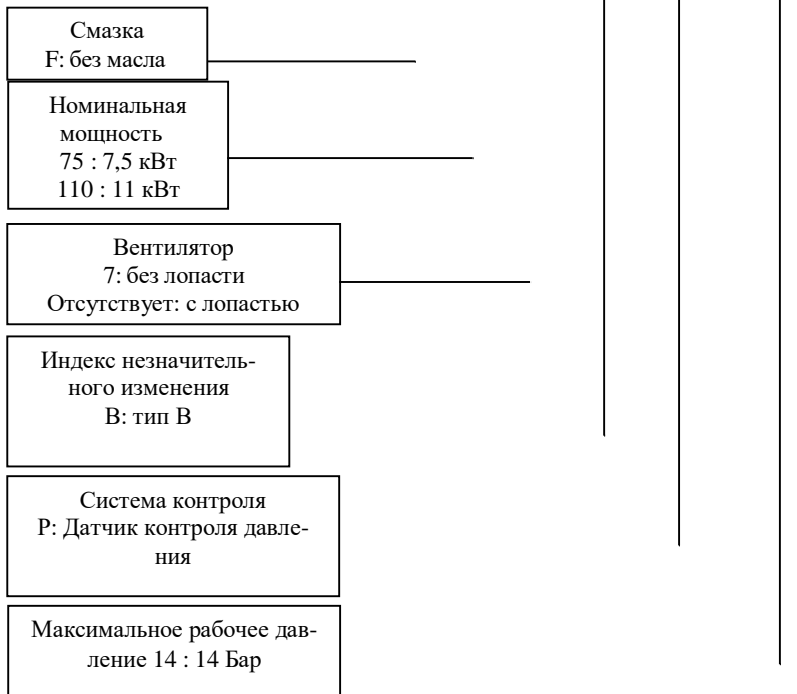 Смазка
F: без масла
Номинальная
мощность
75 : 7,5 кВт
110 : 11 кВт
Вентилятор
7: без лопасти
Отсутствует: с лопастью
Индекс незначитель-
ного изменения
В: тип В
Система контроля
Р: Датчик контроля давле-
ния
Максимальное рабочее дав-
ление 14 : 14 Бар